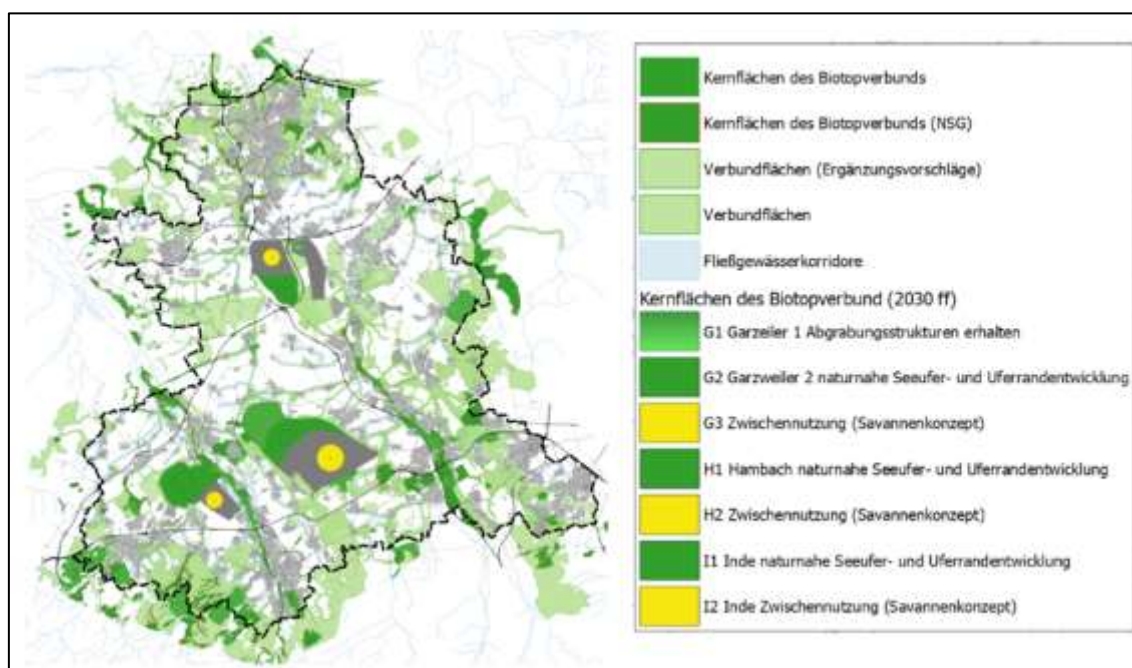 Kernflächen des Biotopverbunds
Kernflächen des Biotopverbunds (NSG)
Verbundflächen (Ergänzungsvorschläge)
Verbundflächen
Fließgewässerkorridore
Kernflächen des Biotopverbund (2030 ff)
G1 Garzeiler 1 Abgrabungsstrukturen erhalten
G2 Garzweiler 2 naturnahe Seeufer- und Uferrandentwicklung
G3 Zwischennutzung (Savannenkonzept)
H1 Hambach naturnahe Seeufer- und Uferrandentwicklung
H2 Zwischennutzung (Savannenkonzept)
I1 Inde naturnahe Seeufer- und Uferrandentwicklung
I2 Inde Zwischennutzung (Savannenkonzept)